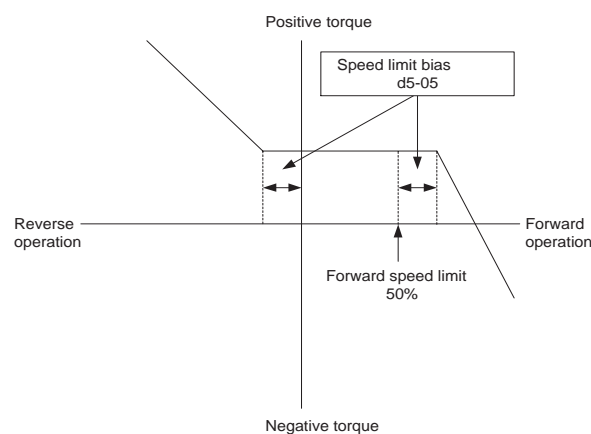 Positive torque
Speed limit bias
d5-05
Reverse
operation
Forward
operation
Forward speed limit
50%
Negative torque